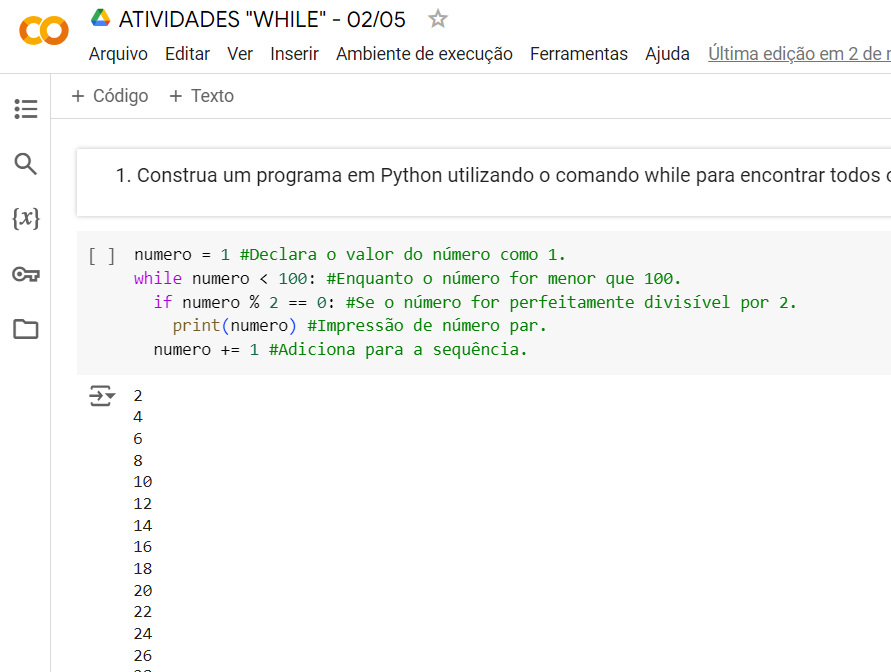 ATIVIDADES "WHILE" - 02/05
Arquivo Editar Ver Inserir Ambiente de execução Ferramentas Ajuda Última edição em 2 de
+ Código + Texto
1. Construa um programa em Python utilizando o comando while para encontrar todos
[ ] numero = 1 #Declara o valor do número como 1.
while numero < 100: #Enquanto o número for menor que 100.
if numero % 2 == 0: #Se o número for perfeitamente divisível por 2.
print(numero) #Impressão de número par.
numero += 1 #Adiciona para a sequência.
2
4
6
8
10
12
14
16
18
20
22
24
26